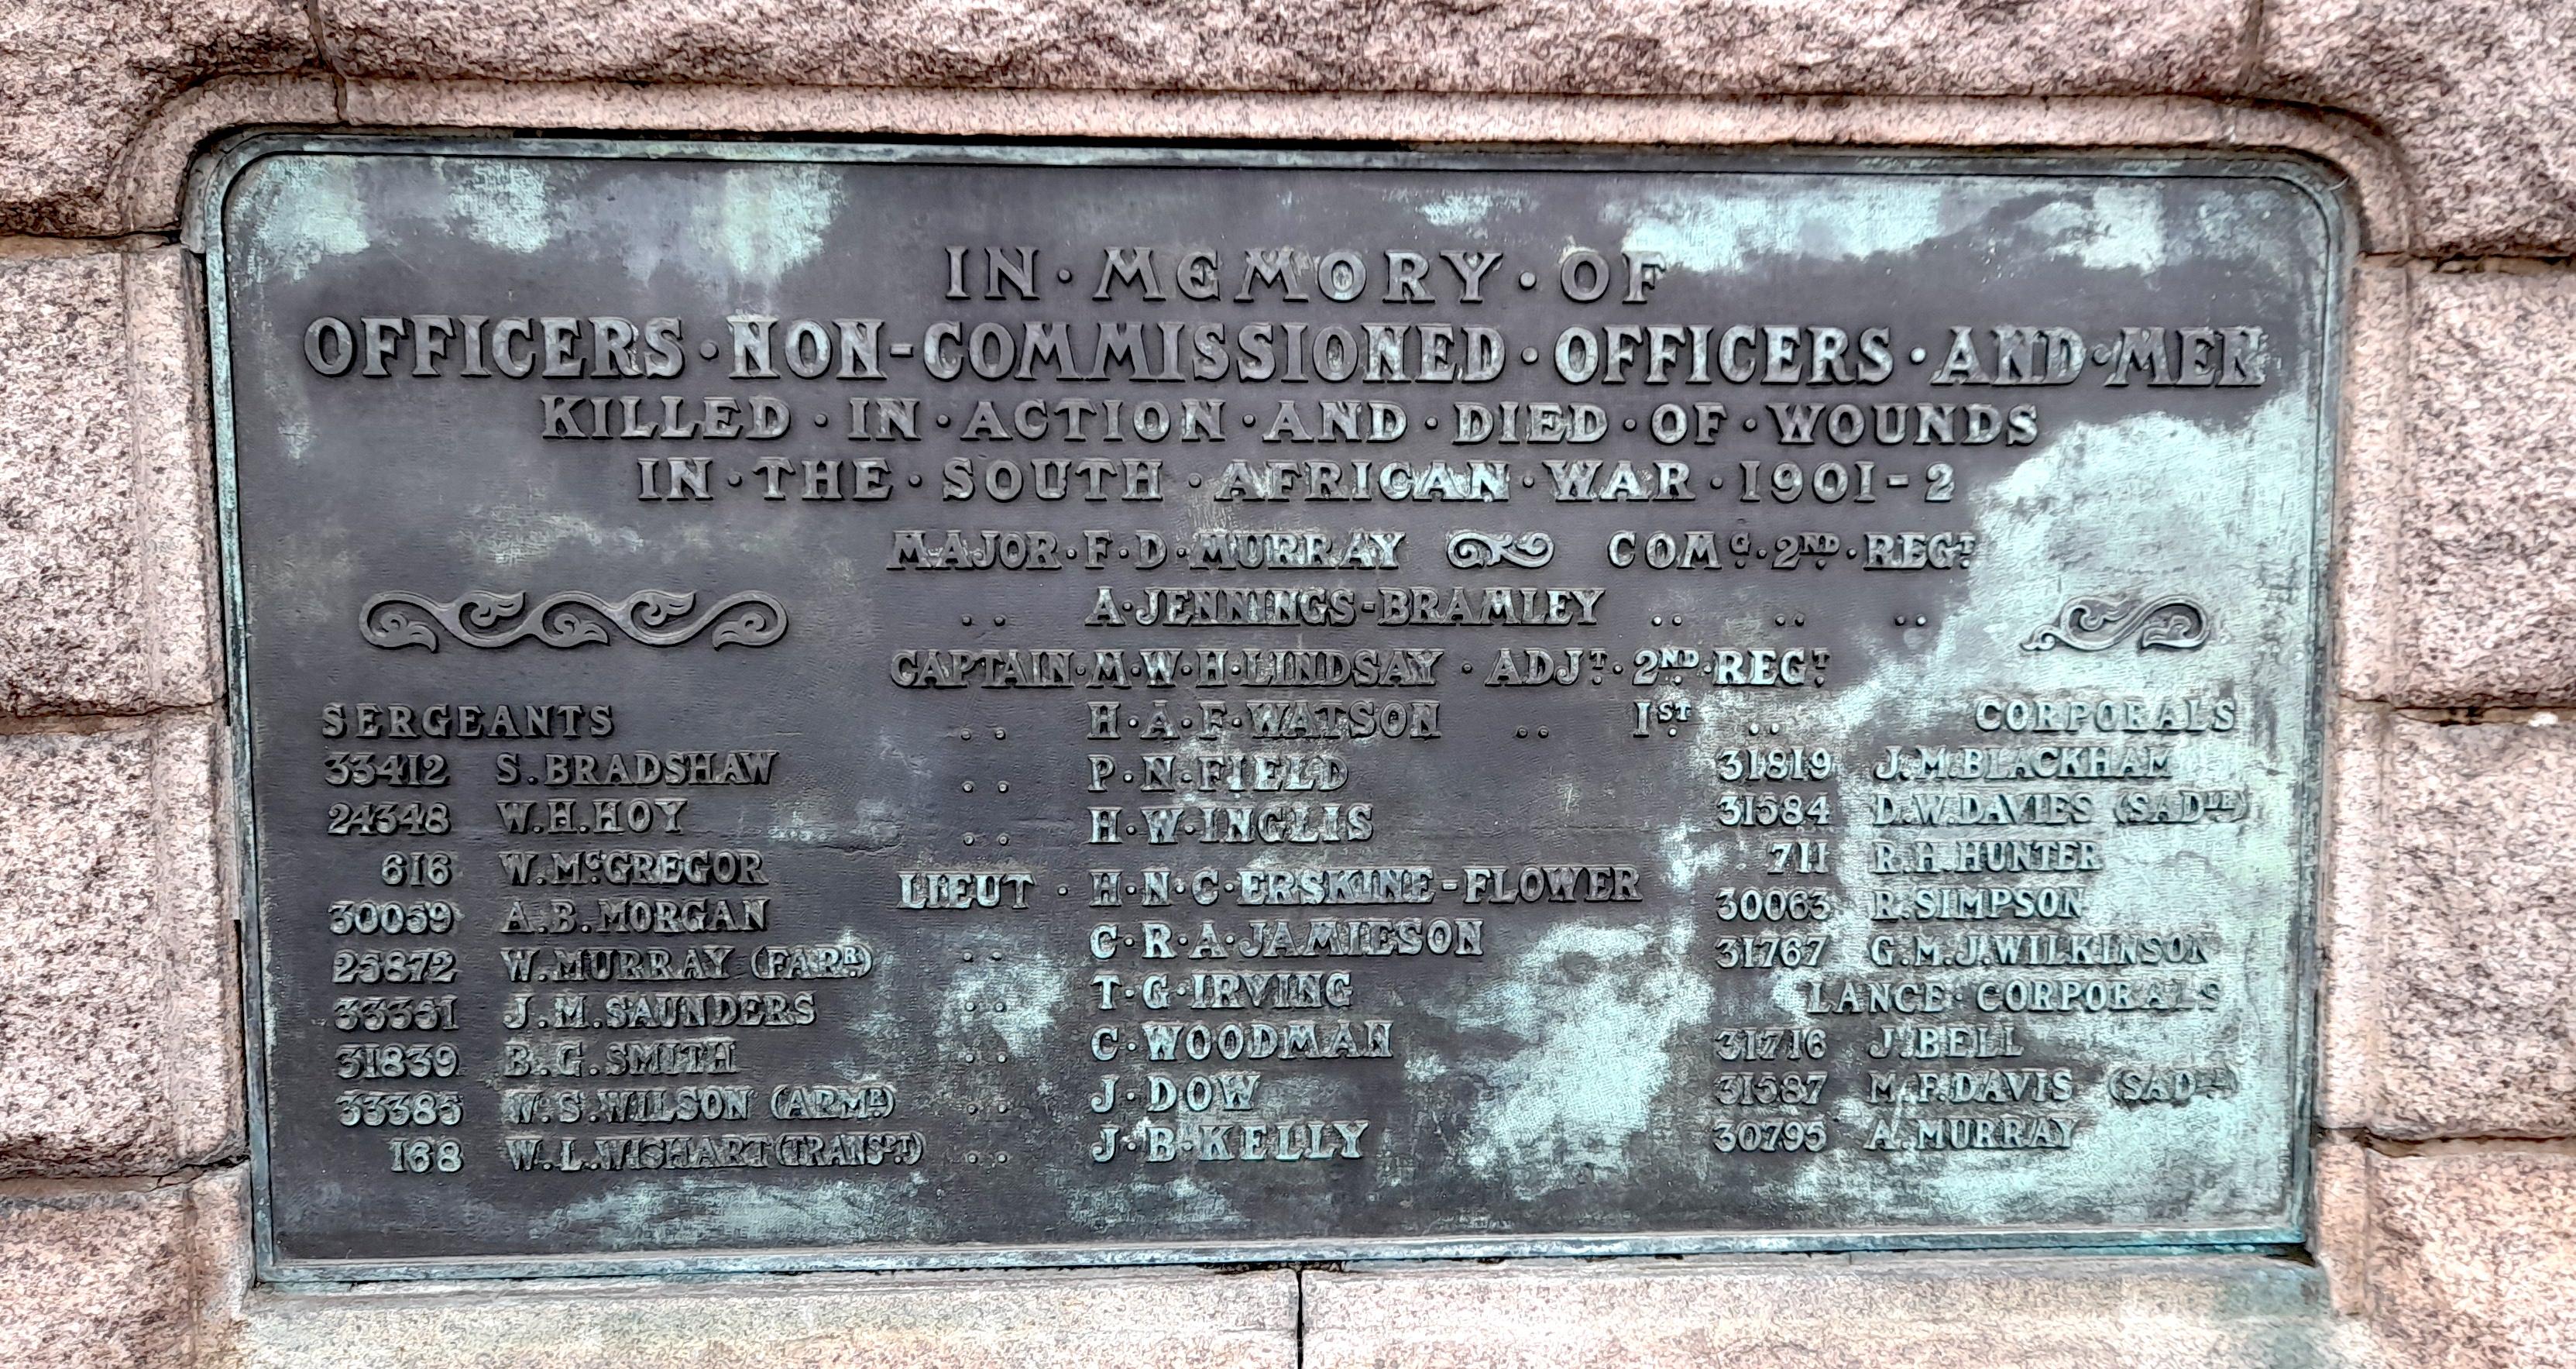 IN · MEMORY · OF
OFFICERS · NON-COMMISSIONED · OFFICERS · AND · MEN
KILLED · IN · ACTION · AND · DIED · OF · WOUNDS
IN · THE · SOUTH · AFRICAN · WAR · 1901-2
MAJOR · F · D · MURRAY COMG · 2ND · REGT
.. A · JENNINGS-BRAMLEY .. .. ..
CAPTAIN · M · W · H · LINDSAY · ADJT · 2ND · REGT
.. H · A · F · WATSON .. 1ST ..
.. P · N · FIELD
.. H · W · INGLIS
LIEUT · H · N · C · ERSKINE-FLOWER
.. C · R · A · JAMIESON
.. T · G · IRVING
.. C · WOODMAN
.. J · DOW
.. J · B · KELLY
SERGEANTS
33412 S. BRADSHAW
24348 W. H. HOY
616 W. McGREGOR
30059 A. B. MORGAN
25872 W. MURRAY (FARR)
33351 J. M. SAUNDERS
31839 B. G. SMITH
33385 W. S. WILSON (ARMR)
168 W. L. WISHART (TRANSPT)
CORPORALS
31819 J. M. BLACKHAM
31584 D. W. DAVIES (SADLR)
711 R. H. HUNTER
30063 R. SIMPSON
31767 G. M. J. WILKINSON
LANCE · CORPORALS
31716 J. BELL
31587 M. F. DAVIS
30795 A. MURRAY